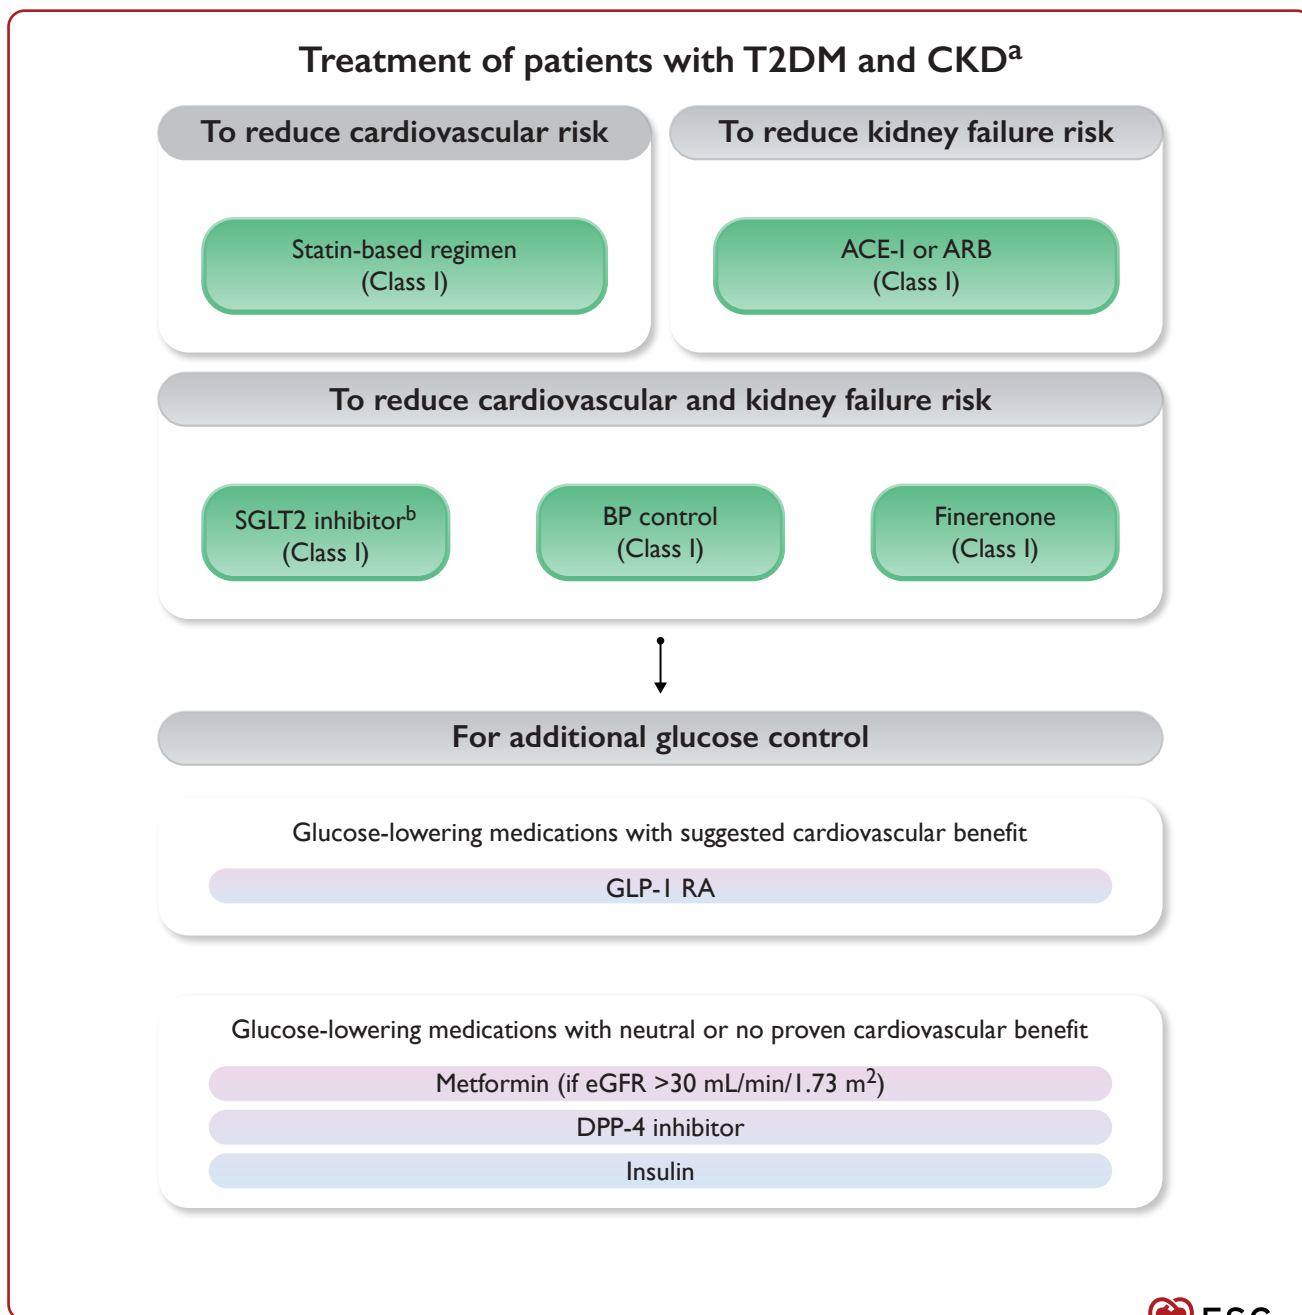 Treatment of patients with T2DM and CKDᵃ
To reduce cardiovascular risk
To reduce kidney failure risk
Statin-based regimen
(Class I)
ACE-I or ARB
(Class I)
To reduce cardiovascular and kidney failure risk
SGLT2 inhibitorᵇ
(Class I)
BP control
(Class I)
Finerenone
(Class I)
For additional glucose control
Glucose-lowering medications with suggested cardiovascular benefit
GLP-1 RA
Glucose-lowering medications with neutral or no proven cardiovascular benefit
Metformin (if eGFR >30 mL/min/1.73 m²)
DPP-4 inhibitor
Insulin
ESC